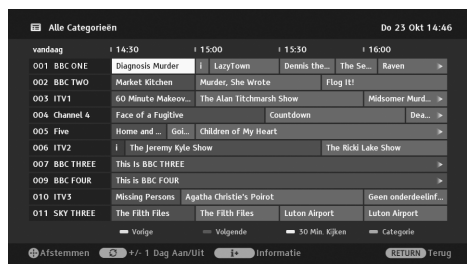 Alle Categorieën Do 23 Okt 14:46
vandaag 14:30 15:00 15:30 16:00
001 BBC ONE Diagnosis Murder i LazyTown Dennis the... The Se... Raven
002 BBC TWO Market Kitchen Murder, She Wrote Flog It!
003 ITV1 60 Minute Makeov... The Alan Titchmarsh Show Midsomer Murd...
004 Channel 4 Face of a Fugitive Countdown Dea...
005 Five Home and ... Goi... Children of My Heart
006 ITV2 i The Jeremy Kyle Show The Ricki Lake Show
007 BBC THREE This Is BBC THREE
009 BBC FOUR This is BBC FOUR
010 ITV3 Missing Persons Agatha Christie's Poirot Geen onderdeelinf...
011 SKY THREE The Filth Files The Filth Files Luton Airport Luton Airport
Vorige Volgende 30 Min. Kijken Categorie
Afstemmen +/- 1 Dag Aan/Uit i+ Informatie RETURN Terug